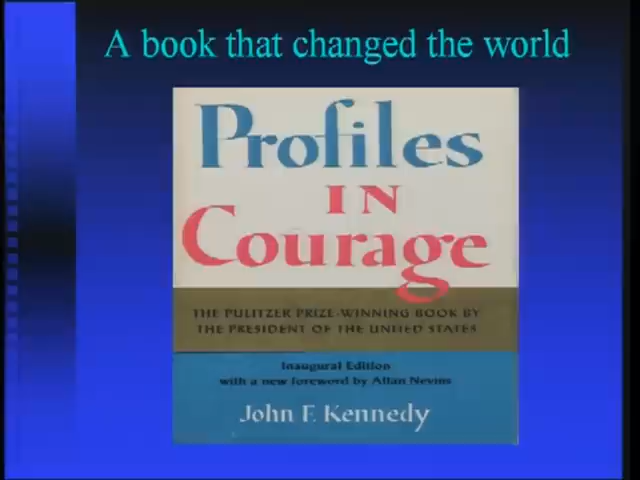 A book that changed the world
Profiles
IN
Courage
THE PULITZER PRIZE-WINNING BOOK BY
THE PRESIDENT OF THE UNITED STATES
Inaugural Edition
with a new foreword by Allan Nevins
John F. Kennedy